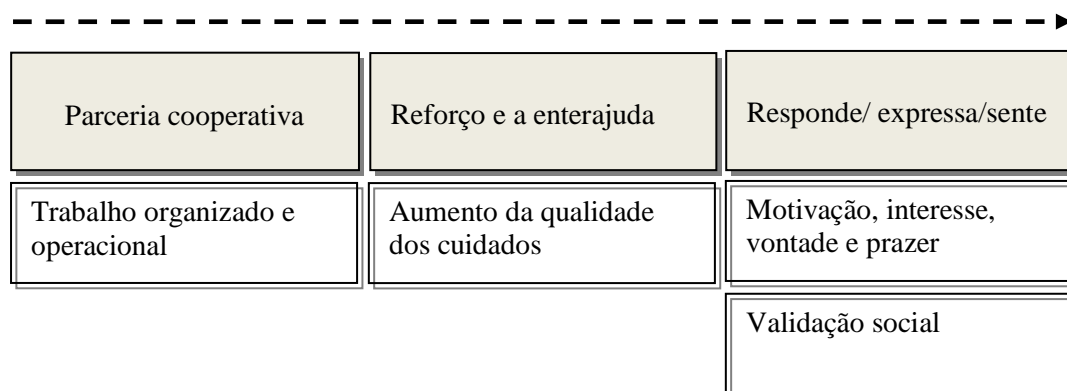 Parceria cooperativa
Reforço e a enterajuda
Responde/ expressa/sente
Trabalho organizado e
operacional
Aumento da qualidade
dos cuidados
Motivação, interesse,
vontade e prazer
Validação social